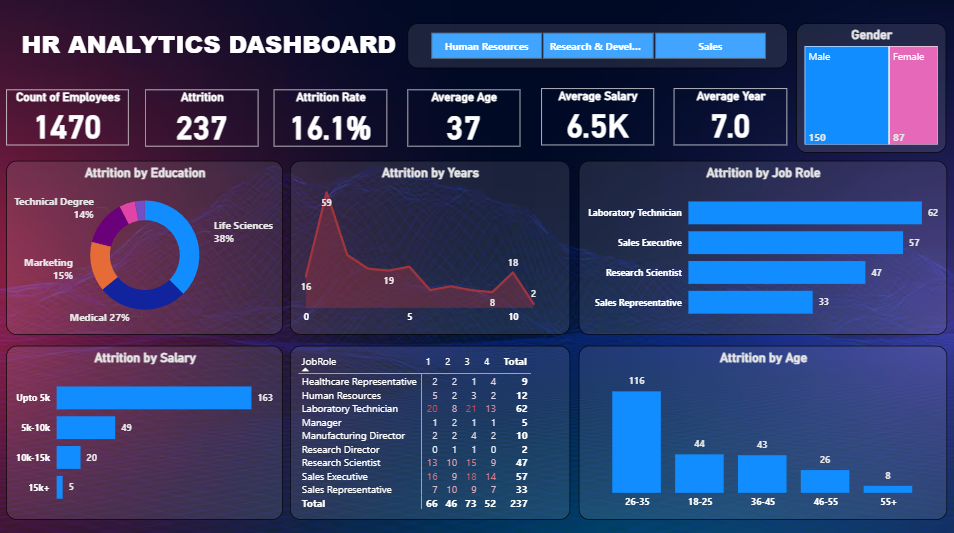 HR ANALYTICS DASHBOARD
Human Resources
Research & Devel...
Sales
Gender
Male
Female
150
87
Count of Employees
1470
Attrition
237
Attrition Rate
16.1%
Average Age
37
Average Salary
6.5K
Average Year
7.0
Attrition by Education
Technical Degree
14%
Life Sciences
38%
Marketing
15%
Medical 27%
Attrition by Years
59
16
19
18
8
2
0
5
10
Attrition by Job Role
Laboratory Technician 62
Sales Executive 57
Research Scientist 47
Sales Representative 33
Attrition by Salary
Upto 5k 163
5k-10k 49
10k-15k 20
15k+ 5
JobRole 1 2 3 4 Total
Healthcare Representative 2 2 1 4 9
Human Resources 5 2 3 2 12
Laboratory Technician 20 8 21 13 62
Manager 1 2 1 1 5
Manufacturing Director 2 2 4 2 10
Research Director 0 1 1 0 2
Research Scientist 13 10 15 9 47
Sales Executive 16 9 18 14 57
Sales Representative 7 10 9 7 33
Total 66 46 73 52 237
Attrition by Age
116
44
43
26
8
26-35
18-25
36-45
46-55
55+